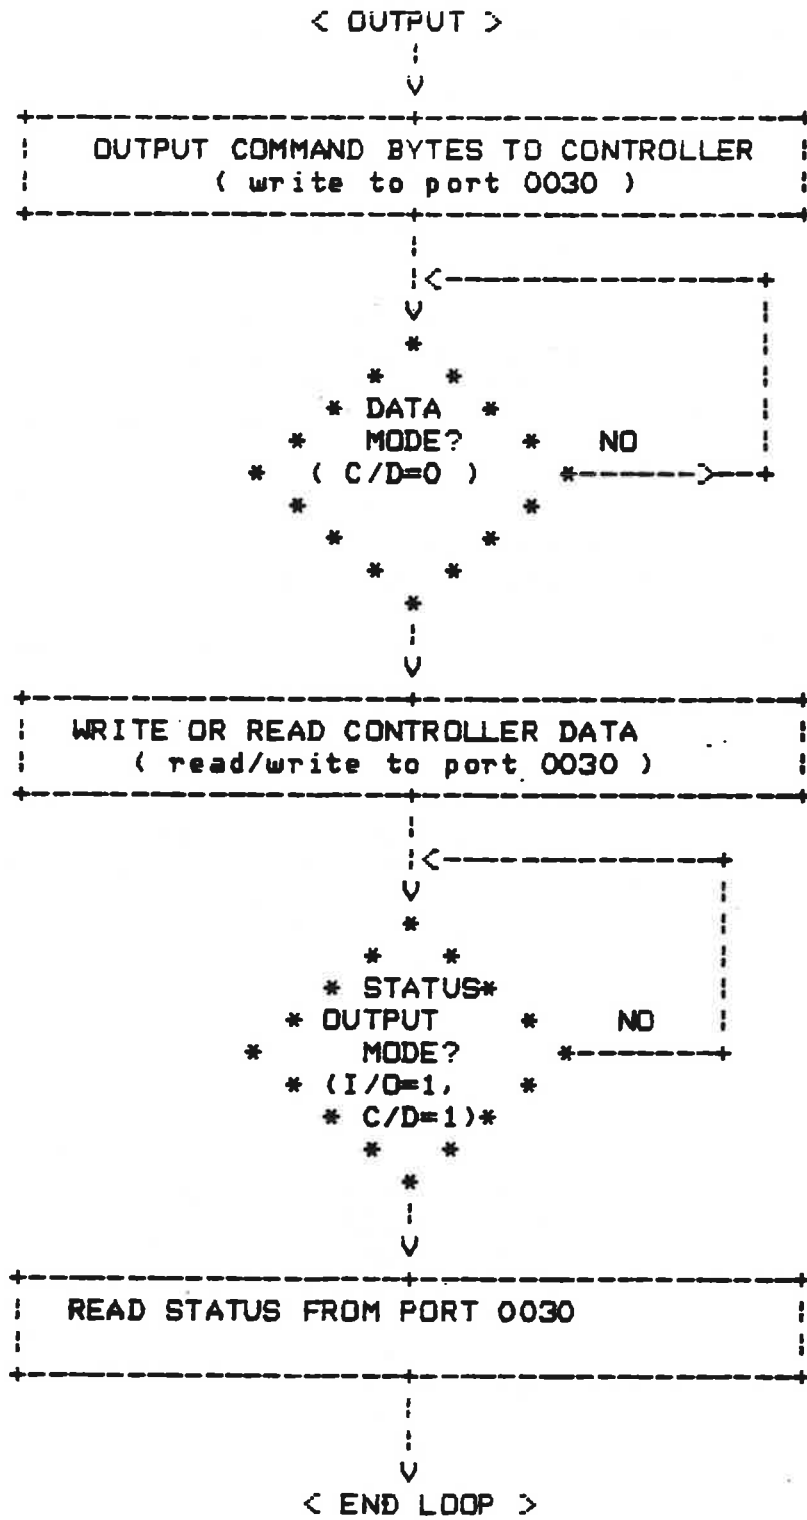 < OUTPUT >
OUTPUT COMMAND BYTES TO CONTROLLER
( write to port 0030 )
DATA
MODE? NO
( C/D=0 )
WRITE OR READ CONTROLLER DATA
( read/write to port 0030 )
STATUS
OUTPUT NO
MODE?
(I/O=1,
C/D=1)
READ STATUS FROM PORT 0030
< END LOOP >